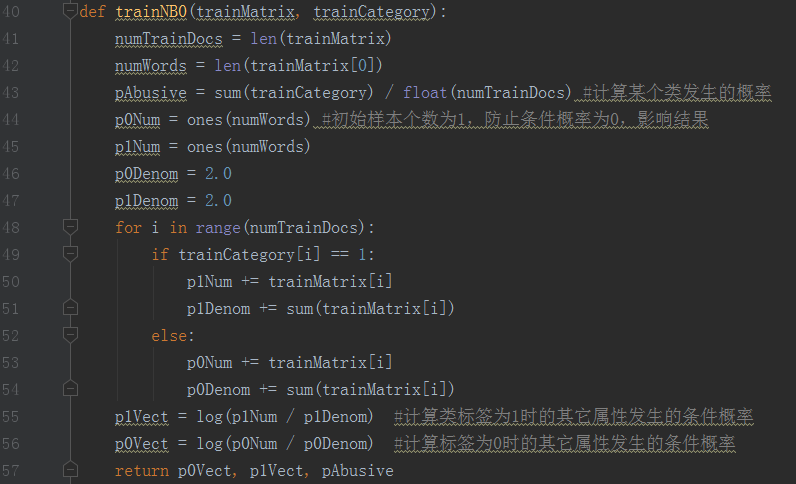 40 def trainNB0(trainMatrix, trainCategory):
41     numTrainDocs = len(trainMatrix)
42     numWords = len(trainMatrix[0])
43     pAbusive = sum(trainCategory) / float(numTrainDocs) #计算某个类发生的概率
44     p0Num = ones(numWords) #初始样本个数为1，防止条件概率为0，影响结果
45     p1Num = ones(numWords)
46     p0Denom = 2.0
47     p1Denom = 2.0
48     for i in range(numTrainDocs):
49         if trainCategory[i] == 1:
50             p1Num += trainMatrix[i]
51             p1Denom += sum(trainMatrix[i])
52         else:
53             p0Num += trainMatrix[i]
54             p0Denom += sum(trainMatrix[i])
55     p1Vect = log(p1Num / p1Denom)  #计算类标签为1时的其它属性发生的条件概率
56     p0Vect = log(p0Num / p0Denom)  #计算标签为0时的其它属性发生的条件概率
57     return p0Vect, p1Vect, pAbusive